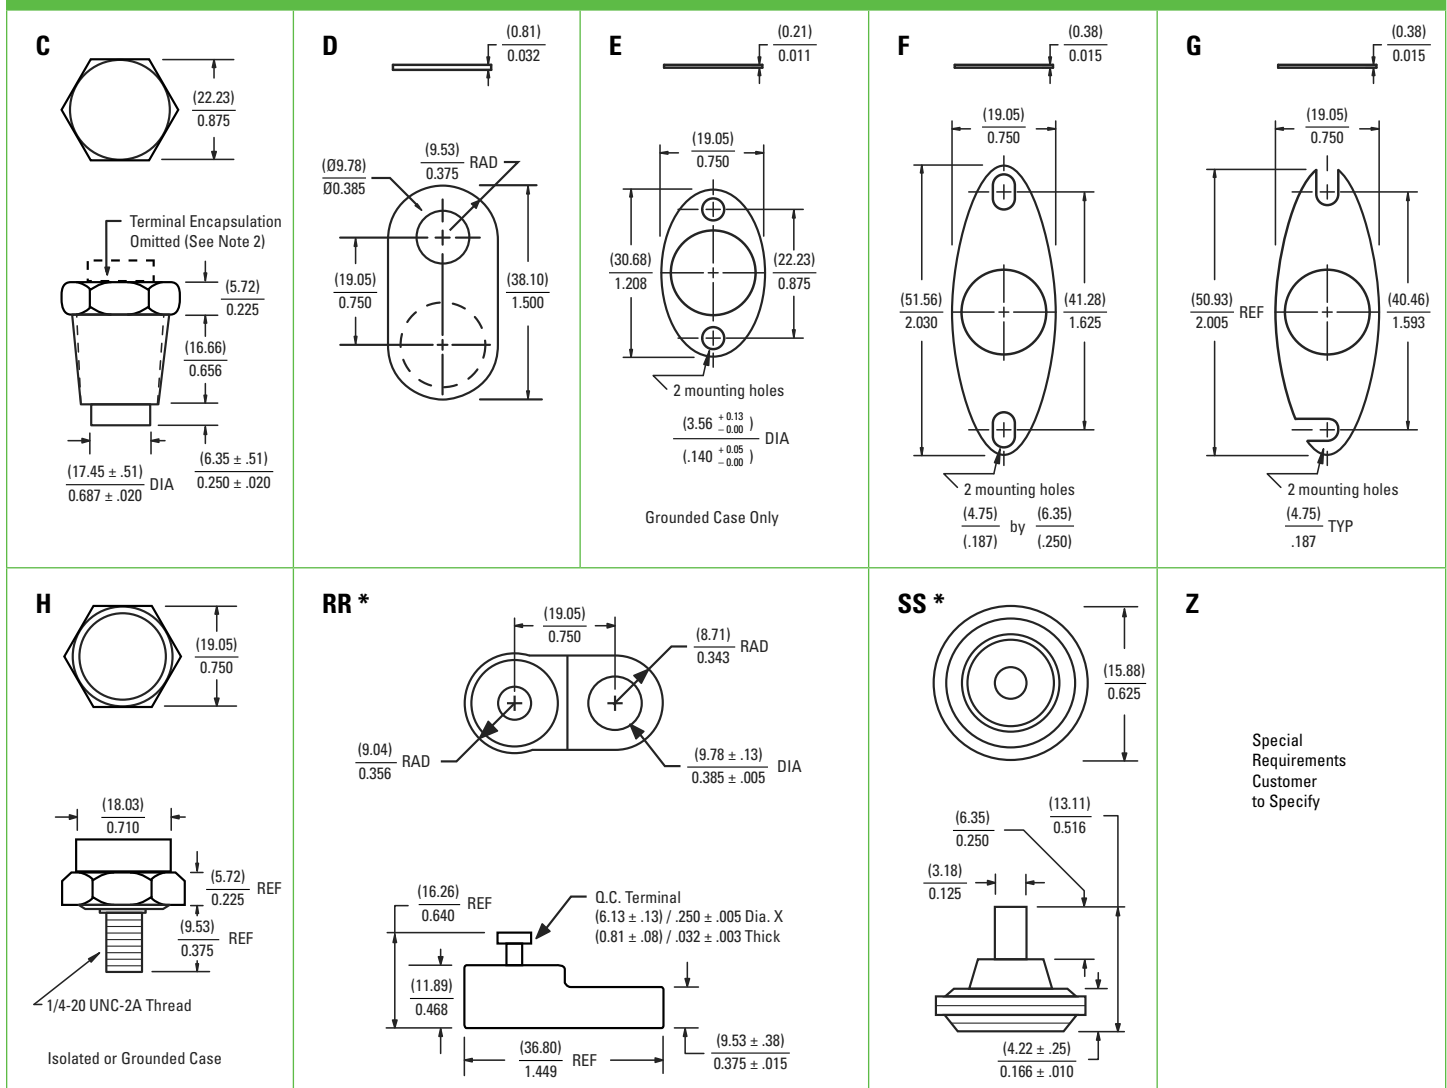 C
(22.23)
0.875
Terminal Encapsulation
Omitted (See Note 2)
(5.72)
0.225
(16.66)
0.656
(17.45 ± .51)
0.687 ± .020
DIA
(6.35 ± .51)
0.250 ± .020
D
(0.81)
0.032
(Ø9.78)
Ø0.385
(9.53)
0.375
RAD
(19.05)
0.750
(38.10)
1.500
E
(0.21)
0.011
(19.05)
0.750
(30.68)
1.208
(22.23)
0.875
2 mounting holes
(3.56 + 0.13 – 0.00 )
(.140 + 0.05 – 0.00 )
DIA
Grounded Case Only
F
(0.38)
0.015
(19.05)
0.750
(51.56)
2.030
(41.28)
1.625
2 mounting holes
(4.75)
(.187)
by
(6.35)
(.250)
G
(0.38)
0.015
(19.05)
0.750
(50.93)
2.005
REF
(40.46)
1.593
2 mounting holes
(4.75)
.187
TYP
H
(19.05)
0.750
(18.03)
0.710
(5.72)
0.225
REF
(9.53)
0.375
REF
1/4-20 UNC-2A Thread
Isolated or Grounded Case
RR *
(19.05)
0.750
(8.71)
0.343
RAD
(9.04)
0.356
RAD
(9.78 ± .13)
0.385 ± .005
DIA
(16.26)
0.640
REF
Q.C. Terminal
(6.13 ± .13) / .250 ± .005 Dia. X
(0.81 ± .08) / .032 ± .003 Thick
(11.89)
0.468
(36.80)
1.449
REF
(9.53 ± .38)
0.375 ± .015
SS *
(15.88)
0.625
(13.11)
0.516
(6.35)
0.250
(3.18)
0.125
(4.22 ± .25)
0.166 ± .010
Z
Special
Requirements
Customer
to Specify